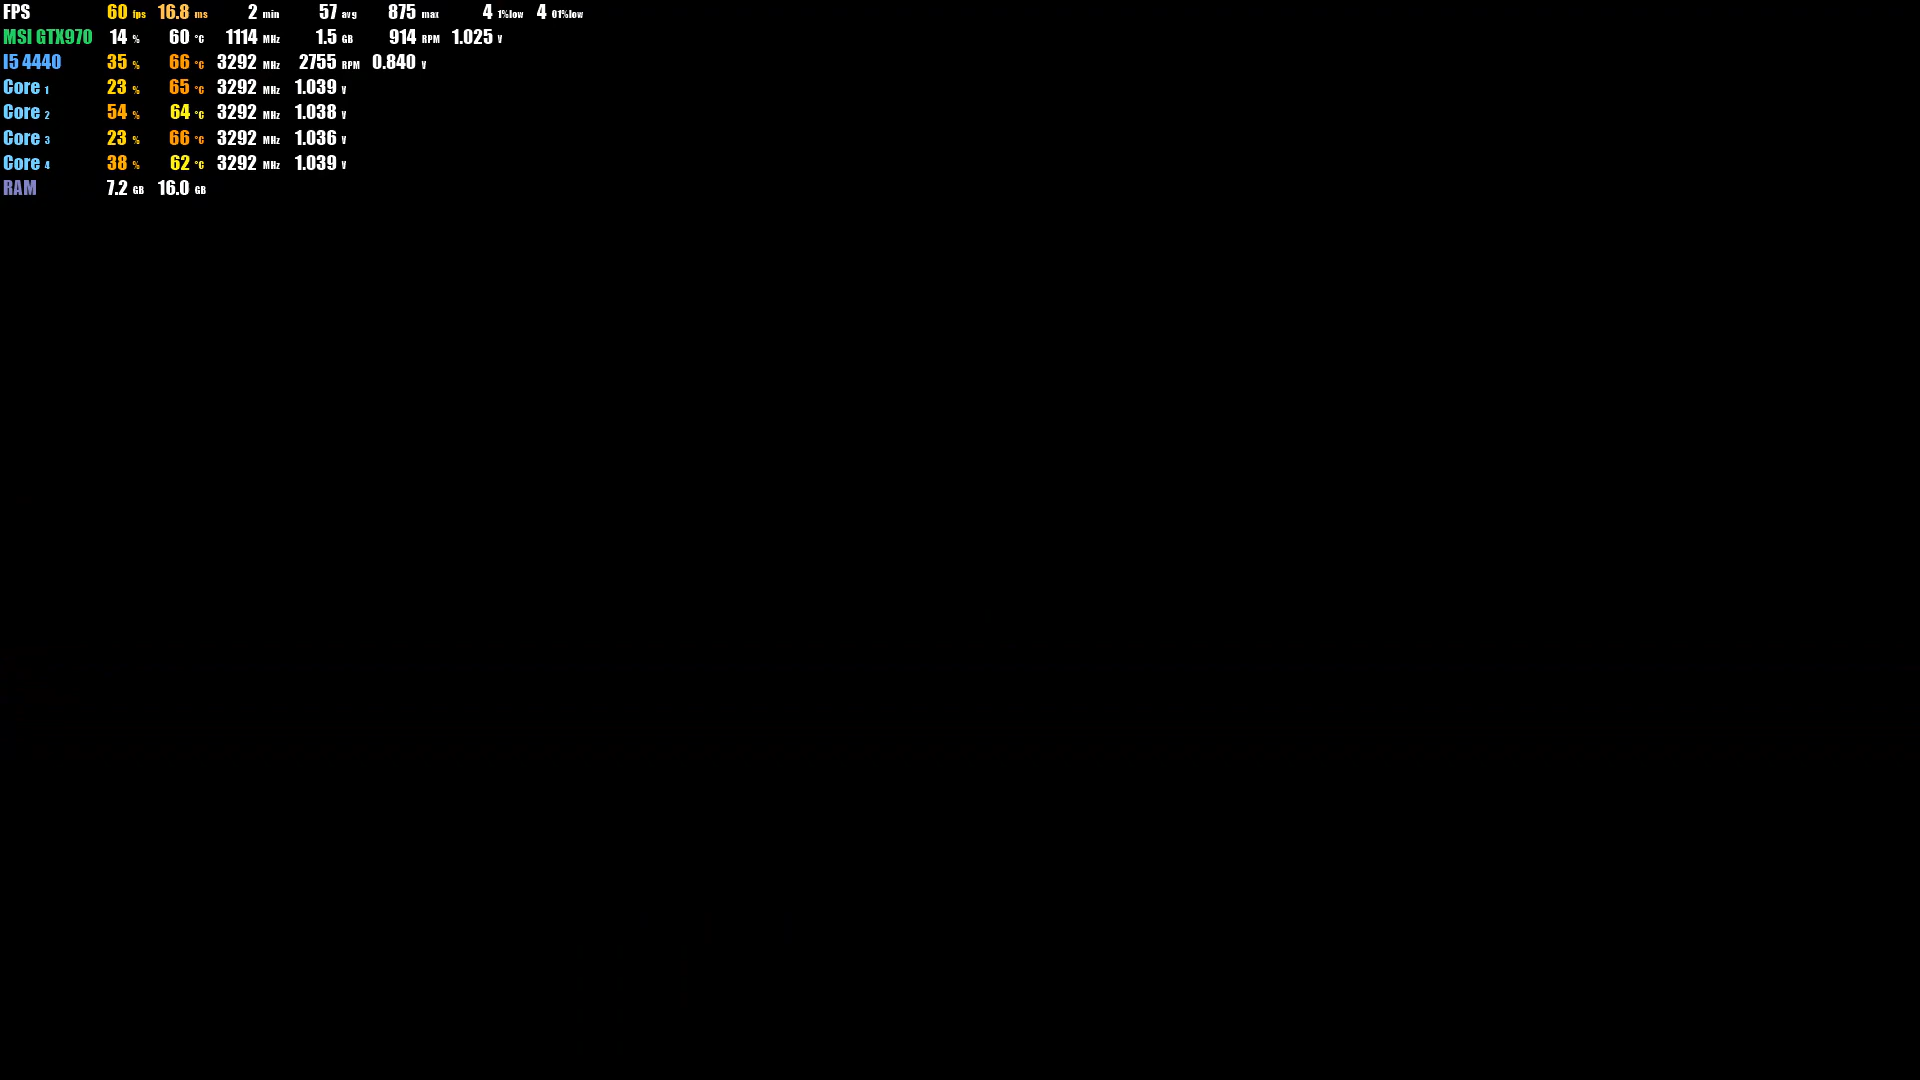 FPS 60 fps 16.8 ms 2 min 57 avg 875 max 4 1%low 4 01%low
MSI GTX970 14 % 60 °C 1114 MHz 1.5 GB 914 RPM 1.025 V
I5 4440 35 % 66 °C 3292 MHz 2755 RPM 0.840 V
Core 1 23 % 65 °C 3292 MHz 1.039 V
Core 2 54 % 64 °C 3292 MHz 1.038 V
Core 3 23 % 66 °C 3292 MHz 1.036 V
Core 4 38 % 62 °C 3292 MHz 1.039 V
RAM 7.2 GB 16.0 GB